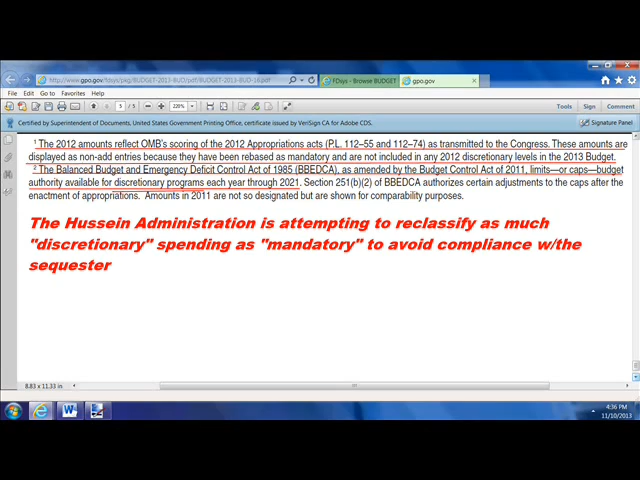 http://www.gpo.gov/fdsys/pkg/BUDGET-2013-BUD/pdf/BUDGET-2013-BUD-16.pdf
FDsys - Browse BUDGET
gpo.gov
File Edit Go to Favorites Help
5 / 5 220% Tools Sign Comment
Certified by Superintendent of Documents, United States Government Printing Office, certificate issued by VeriSign CA for Adobe CDS. Signature Panel
1 The 2012 amounts reflect OMB's scoring of the 2012 Appropriations acts (P.L. 112–55 and 112–74) as transmitted to the Congress. These amounts are
displayed as non-add entries because they have been rebased as mandatory and are not included in any 2012 discretionary levels in the 2013 Budget.
2 The Balanced Budget and Emergency Deficit Control Act of 1985 (BBEDCA), as amended by the Budget Control Act of 2011, limits—or caps—budget
authority available for discretionary programs each year through 2021. Section 251(b)(2) of BBEDCA authorizes certain adjustments to the caps after the
enactment of appropriations. Amounts in 2011 are not so designated but are shown for comparability purposes.
The Hussein Administration is attempting to reclassify as much
"discretionary" spending as "mandatory" to avoid compliance w/the
sequester
8.83 x 11.33 in
4:36 PM
11/10/2013